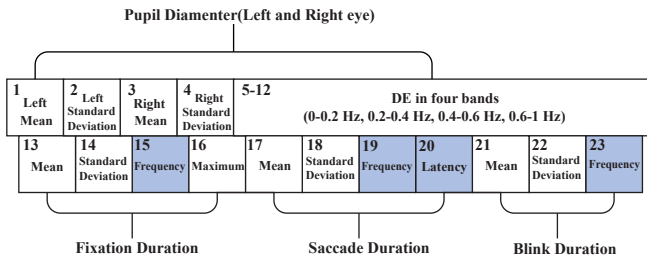 Pupil Diamenter(Left and Right eye)
1 Left Mean
2 Left Standard Deviation
3 Right Mean
4 Right Standard Deviation
5-12 DE in four bands
(0-0.2 Hz, 0.2-0.4 Hz, 0.4-0.6 Hz, 0.6-1 Hz)
13 Mean
14 Standard Deviation
15 Frequency
16 Maximum
17 Mean
18 Standard Deviation
19 Frequency
20 Latency
21 Mean
22 Standard Deviation
23 Frequency
Fixation Duration
Saccade Duration
Blink Duration